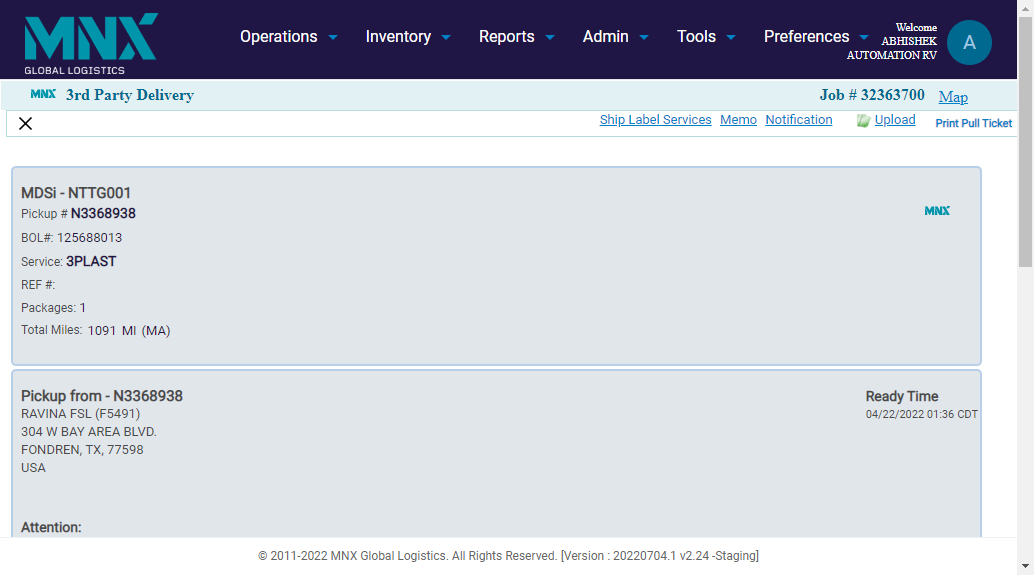 MNX
GLOBAL LOGISTICS
Operations Inventory Reports Admin Tools Preferences
Welcome
ABHISHEK
AUTOMATION RV
A
MNX 3rd Party Delivery Job # 32363700 Map
Ship Label Services Memo Notification Upload Print Pull Ticket
MDSi - NTTG001
Pickup # N3368938
MNX
BOL#: 125688013
Service: 3PLAST
REF #:
Packages: 1
Total Miles: 1091 MI (MA)
Pickup from - N3368938 Ready Time
RAVINA FSL (F5491) 04/22/2022 01:36 CDT
304 W BAY AREA BLVD.
FONDREN, TX, 77598
USA
Attention:
© 2011-2022 MNX Global Logistics. All Rights Reserved. [Version : 20220704.1 v2.24 -Staging]